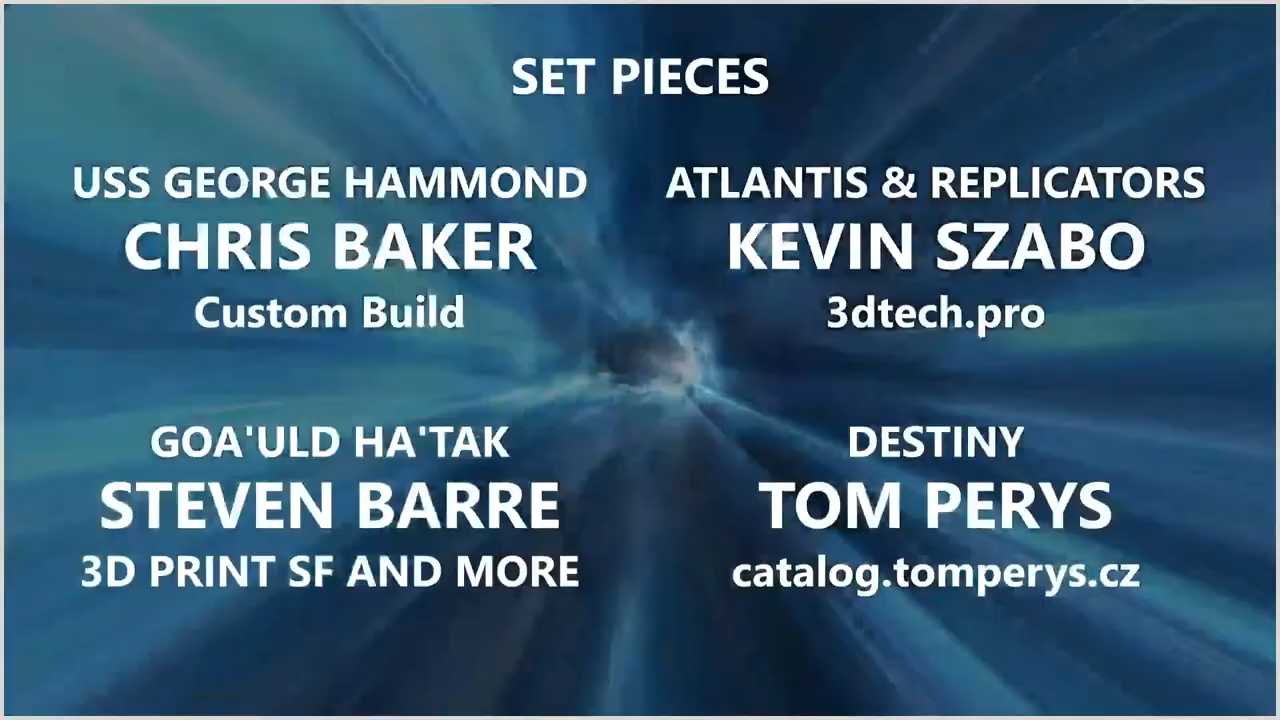 SET PIECES
USS GEORGE HAMMOND
CHRIS BAKER
Custom Build
ATLANTIS & REPLICATORS
KEVIN SZABO
3dtech.pro
GOA'ULD HA'TAK
STEVEN BARRE
3D PRINT SF AND MORE
DESTINY
TOM PERYS
catalog.tomperys.cz